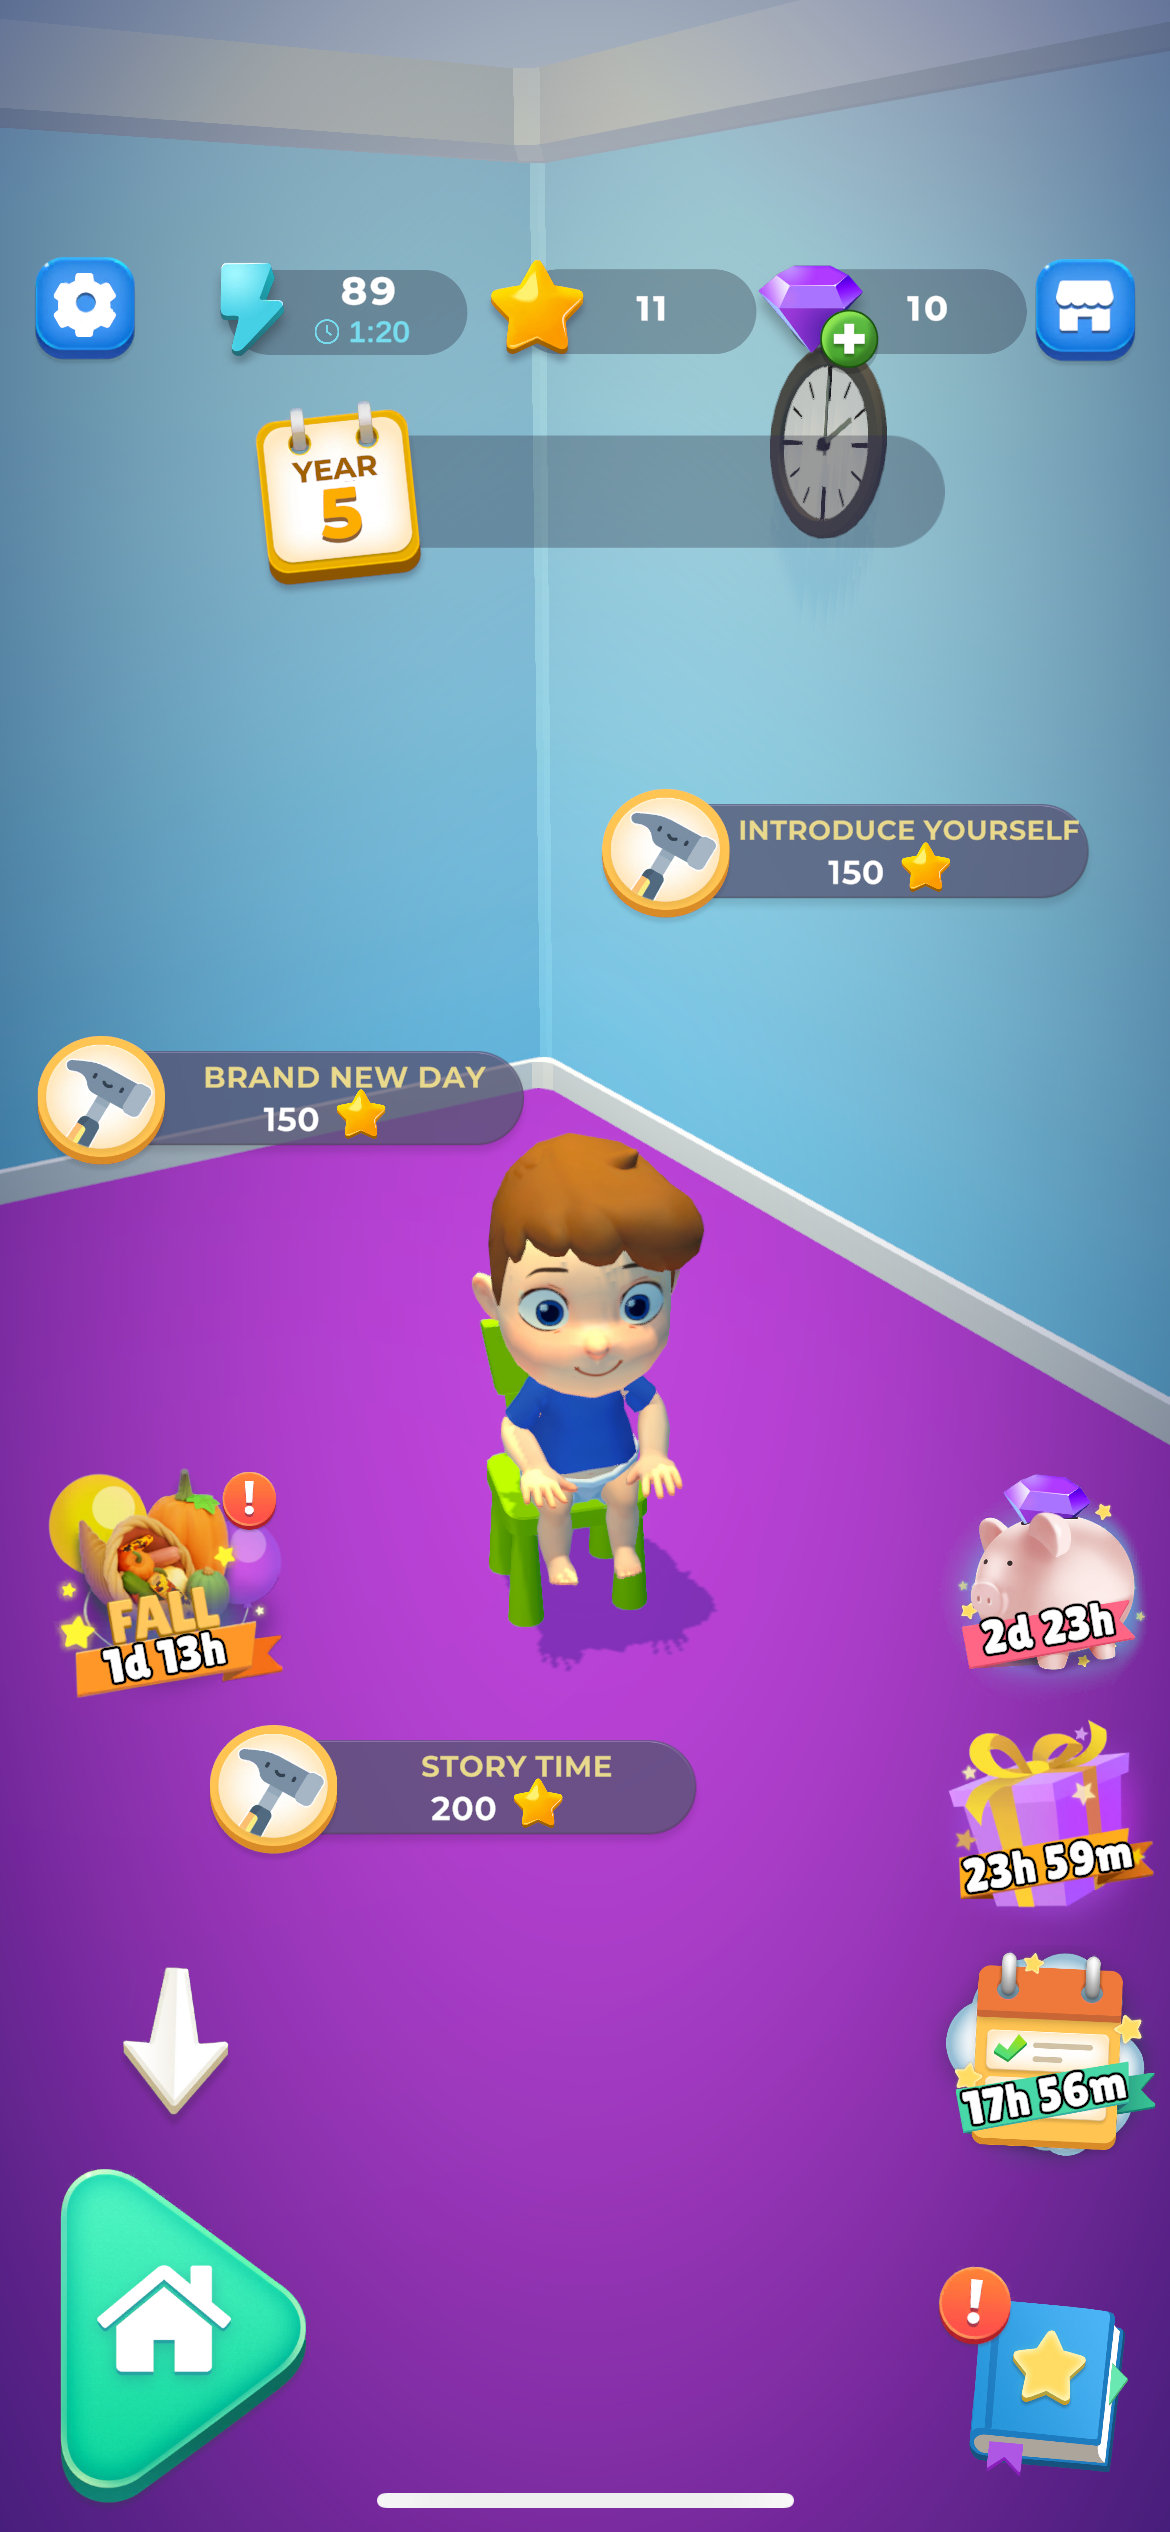 89
1:20
11
10
YEAR
5
INTRODUCE YOURSELF
150
BRAND NEW DAY
150
FALL
1d 13h
2d 23h
STORY TIME
200
23h 59m
17h 56m